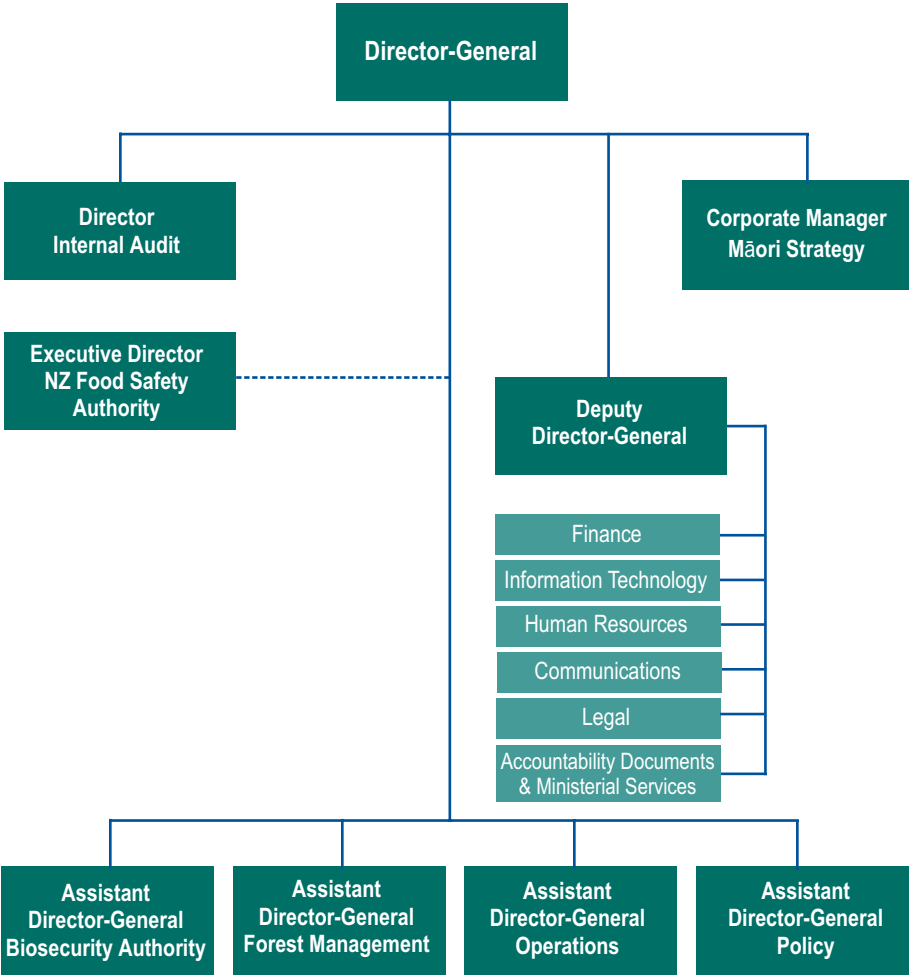 Director-General
Director
Internal Audit
Corporate Manager
Māori Strategy
Executive Director
NZ Food Safety
Authority
Deputy
Director-General
Finance
Information Technology
Human Resources
Communications
Legal
Accountability Documents
& Ministerial Services
Assistant
Director-General
Biosecurity Authority
Assistant
Director-General
Forest Management
Assistant
Director-General
Operations
Assistant
Director-General
Policy